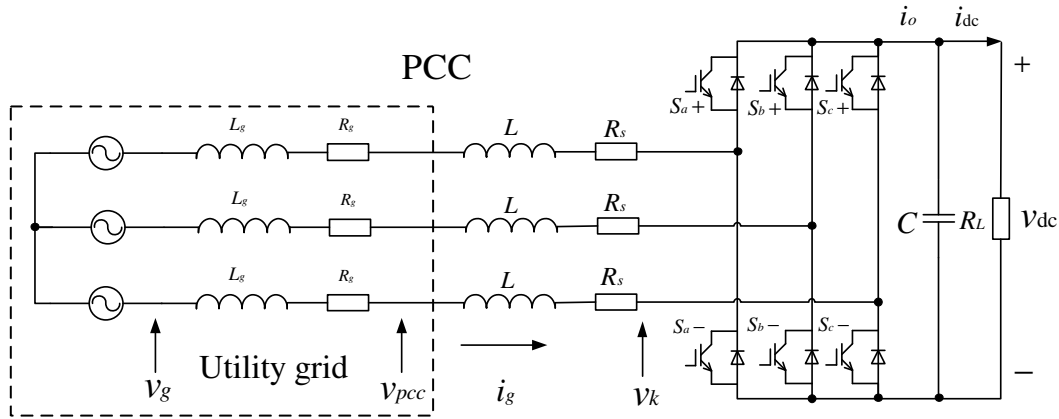 PCC
i_o i_dc
+
S_a+ S_b+ S_c+
L_g R_g L R_s
L_g R_g L R_s
C R_L v_dc
L_g R_g L R_s
S_a− S_b− S_c−
Utility grid
v_g v_pcc i_g v_k −